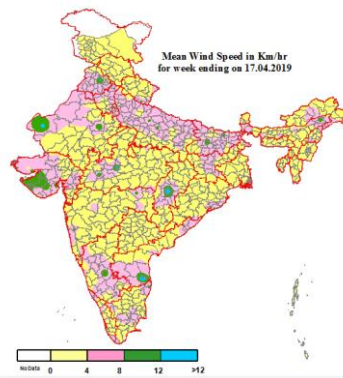 Mean Wind Speed in Km/hr
for week ending on 17.04.2019
No Data 0 4 8 12 >12